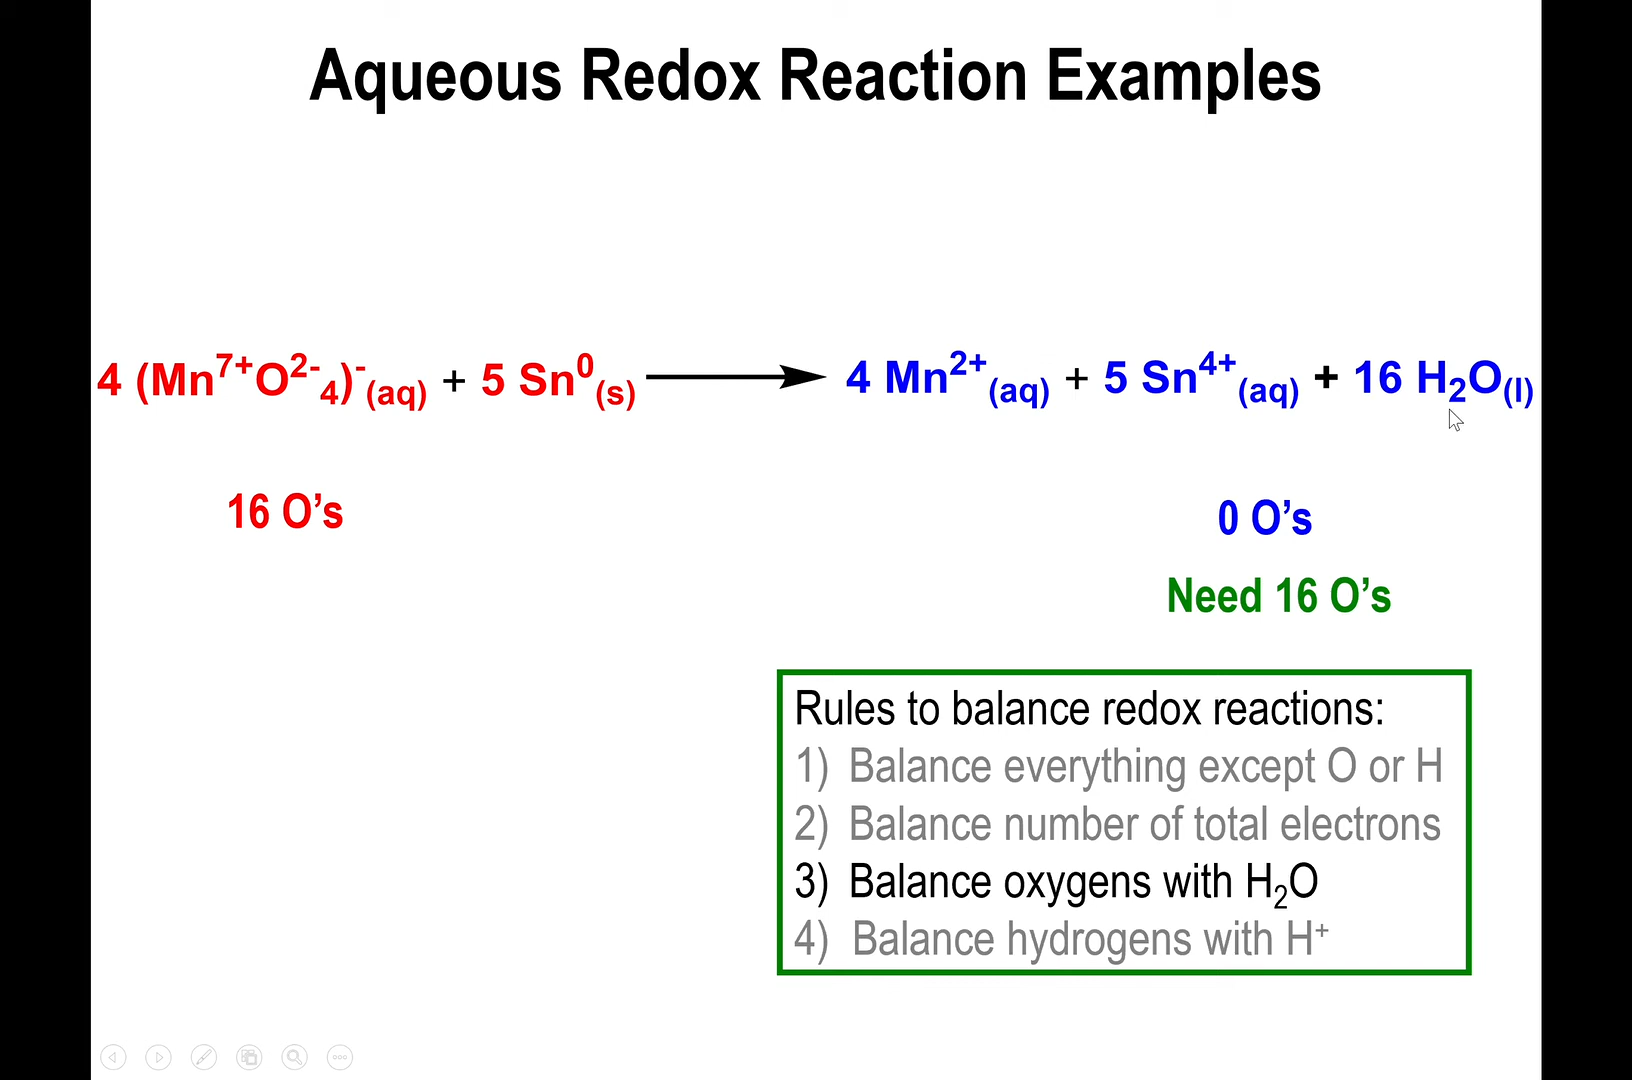 Aqueous Redox Reaction Examples
4 (Mn⁷⁺O²⁻₄)⁻(aq) + 5 Sn⁰(s) ⟶ 4 Mn²⁺(aq) + 5 Sn⁴⁺(aq) + 16 H₂O(l)
16 O’s
0 O’s
Need 16 O’s
Rules to balance redox reactions:
1) Balance everything except O or H
2) Balance number of total electrons
3) Balance oxygens with H₂O
4) Balance hydrogens with H⁺